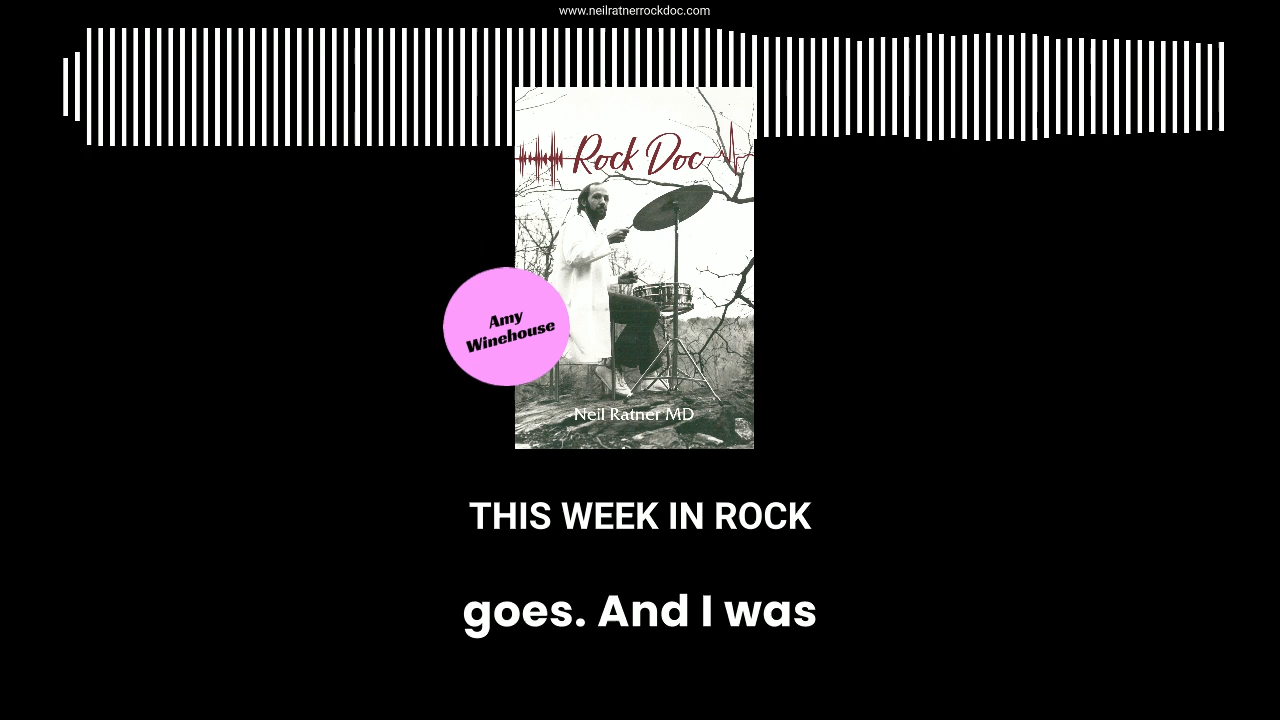 www.neilratnerrockdoc.com
Rock Doc
Amy
Winehouse
Neil Ratner MD
THIS WEEK IN ROCK
goes. And I was